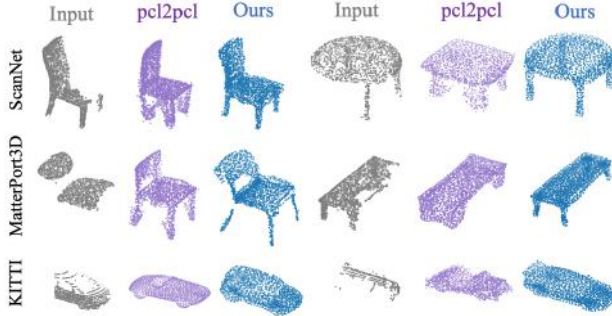 Input pcl2pcl Ours Input pcl2pcl Ours
ScanNet
MatterPort3D
KITTI